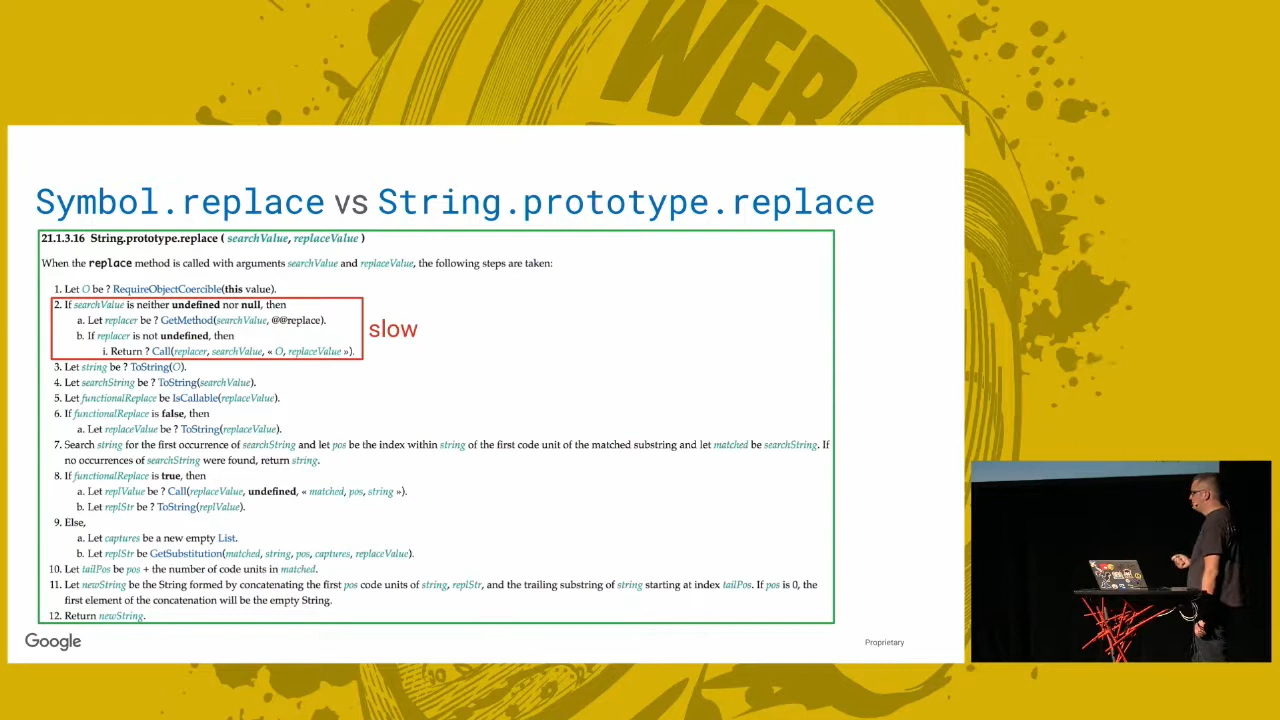 WEB
Symbol.replace vs String.prototype.replace
21.1.3.16 String.prototype.replace ( searchValue, replaceValue )
When the replace method is called with arguments searchValue and replaceValue, the following steps are taken:
1. Let O be ? RequireObjectCoercible(this value).
2. If searchValue is neither undefined nor null, then
a. Let replacer be ? GetMethod(searchValue, @@replace).
b. If replacer is not undefined, then
i. Return ? Call(replacer, searchValue, « O, replaceValue »).
slow
3. Let string be ? ToString(O).
4. Let searchString be ? ToString(searchValue).
5. Let functionalReplace be IsCallable(replaceValue).
6. If functionalReplace is false, then
a. Let replaceValue be ? ToString(replaceValue).
7. Search string for the first occurrence of searchString and let pos be the index within string of the first code unit of the matched substring and let matched be searchString. If
no occurrences of searchString were found, return string.
8. If functionalReplace is true, then
a. Let replValue be ? Call(replaceValue, undefined, « matched, pos, string »).
b. Let replStr be ? ToString(replValue).
9. Else,
a. Let captures be a new empty List.
b. Let replStr be GetSubstitution(matched, string, pos, captures, replaceValue).
10. Let tailPos be pos + the number of code units in matched.
11. Let newString be the String formed by concatenating the first pos code units of string, replStr, and the trailing substring of string starting at index tailPos. If pos is 0, the
first element of the concatenation will be the empty String.
12. Return newString.
Google
Proprietary